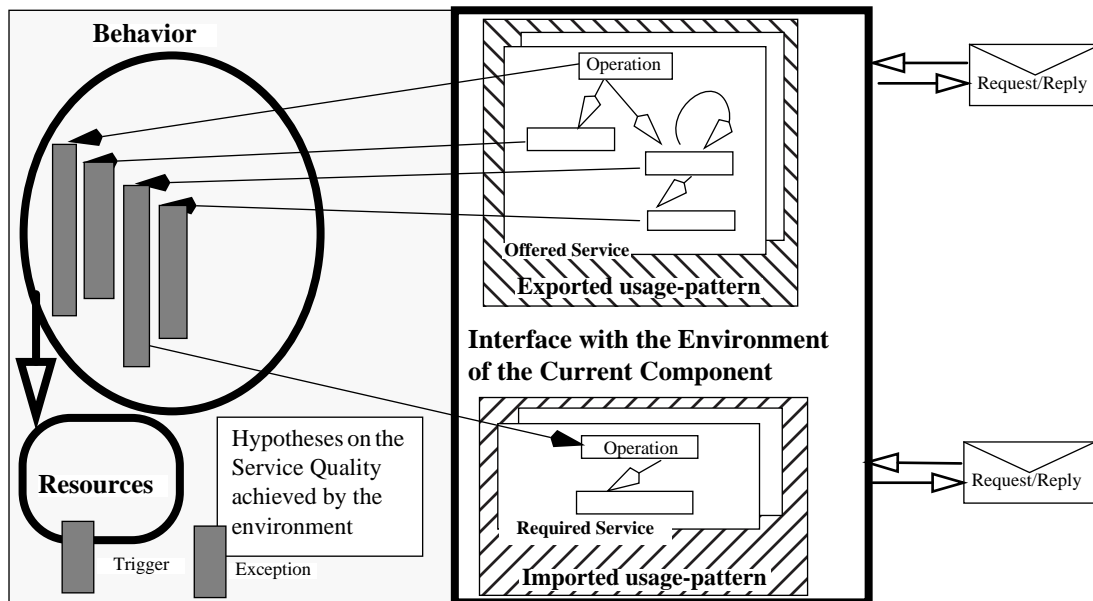 Behavior
Operation
Request/Reply
Offered Service
Exported usage-pattern
Interface with the Environment
of the Current Component
Hypotheses on the
Service Quality
achieved by the
environment
Operation
Request/Reply
Resources
Required Service
Trigger
Exception
Imported usage-pattern